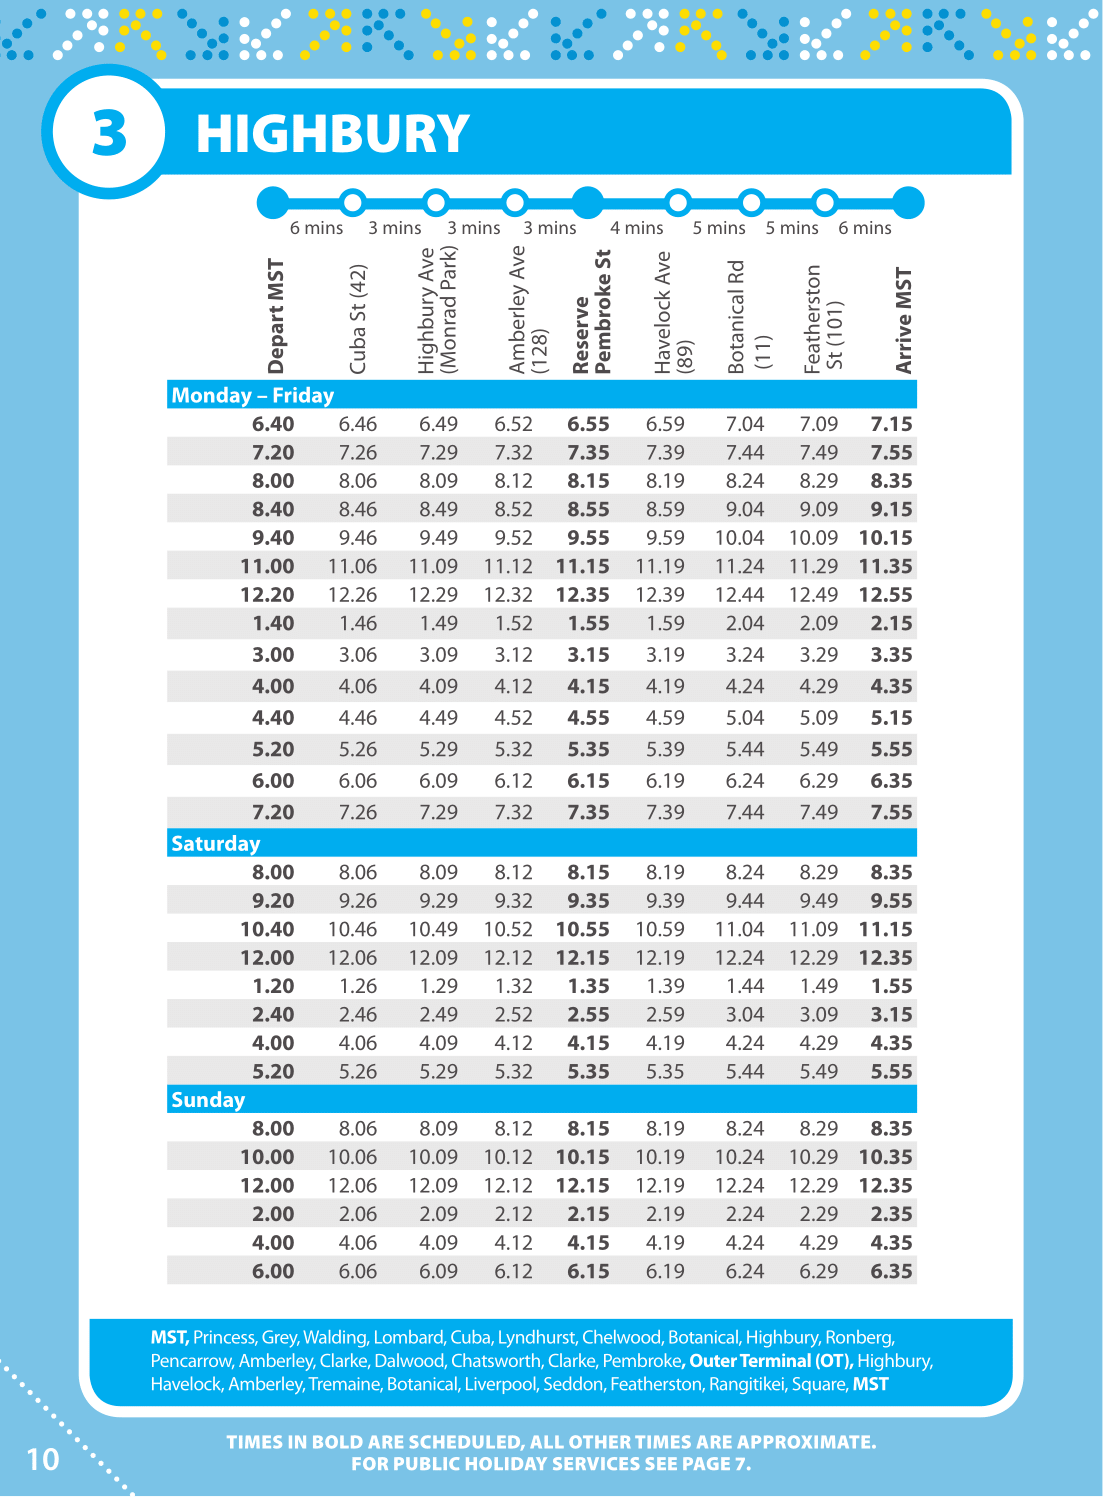 3 HIGHBURY
6 mins 3 mins 3 mins 3 mins 4 mins 5 mins 5 mins 6 mins
Depart MST
Cuba St (42)
Highbury Ave
(Monrad Park)
Amberley Ave
(128)
Reserve
Pembroke St
Havelock Ave
(89)
Botanical Rd
(11)
Featherston
St (101)
Arrive MST
Monday – Friday
6.40 6.46 6.49 6.52 6.55 6.59 7.04 7.09 7.15
7.20 7.26 7.29 7.32 7.35 7.39 7.44 7.49 7.55
8.00 8.06 8.09 8.12 8.15 8.19 8.24 8.29 8.35
8.40 8.46 8.49 8.52 8.55 8.59 9.04 9.09 9.15
9.40 9.46 9.49 9.52 9.55 9.59 10.04 10.09 10.15
11.00 11.06 11.09 11.12 11.15 11.19 11.24 11.29 11.35
12.20 12.26 12.29 12.32 12.35 12.39 12.44 12.49 12.55
1.40 1.46 1.49 1.52 1.55 1.59 2.04 2.09 2.15
3.00 3.06 3.09 3.12 3.15 3.19 3.24 3.29 3.35
4.00 4.06 4.09 4.12 4.15 4.19 4.24 4.29 4.35
4.40 4.46 4.49 4.52 4.55 4.59 5.04 5.09 5.15
5.20 5.26 5.29 5.32 5.35 5.39 5.44 5.49 5.55
6.00 6.06 6.09 6.12 6.15 6.19 6.24 6.29 6.35
7.20 7.26 7.29 7.32 7.35 7.39 7.44 7.49 7.55
Saturday
8.00 8.06 8.09 8.12 8.15 8.19 8.24 8.29 8.35
9.20 9.26 9.29 9.32 9.35 9.39 9.44 9.49 9.55
10.40 10.46 10.49 10.52 10.55 10.59 11.04 11.09 11.15
12.00 12.06 12.09 12.12 12.15 12.19 12.24 12.29 12.35
1.20 1.26 1.29 1.32 1.35 1.39 1.44 1.49 1.55
2.40 2.46 2.49 2.52 2.55 2.59 3.04 3.09 3.15
4.00 4.06 4.09 4.12 4.15 4.19 4.24 4.29 4.35
5.20 5.26 5.29 5.32 5.35 5.35 5.44 5.49 5.55
Sunday
8.00 8.06 8.09 8.12 8.15 8.19 8.24 8.29 8.35
10.00 10.06 10.09 10.12 10.15 10.19 10.24 10.29 10.35
12.00 12.06 12.09 12.12 12.15 12.19 12.24 12.29 12.35
2.00 2.06 2.09 2.12 2.15 2.19 2.24 2.29 2.35
4.00 4.06 4.09 4.12 4.15 4.19 4.24 4.29 4.35
6.00 6.06 6.09 6.12 6.15 6.19 6.24 6.29 6.35
MST, Princess, Grey, Walding, Lombard, Cuba, Lyndhurst, Chelwood, Botanical, Highbury, Ronberg,
Pencarrow, Amberley, Clarke, Dalwood, Chatsworth, Clarke, Pembroke, Outer Terminal (OT), Highbury,
Havelock, Amberley, Tremaine, Botanical, Liverpool, Seddon, Featherston, Rangitikei, Square, MST
TIMES IN BOLD ARE SCHEDULED, ALL OTHER TIMES ARE APPROXIMATE.
FOR PUBLIC HOLIDAY SERVICES SEE PAGE 7.
10